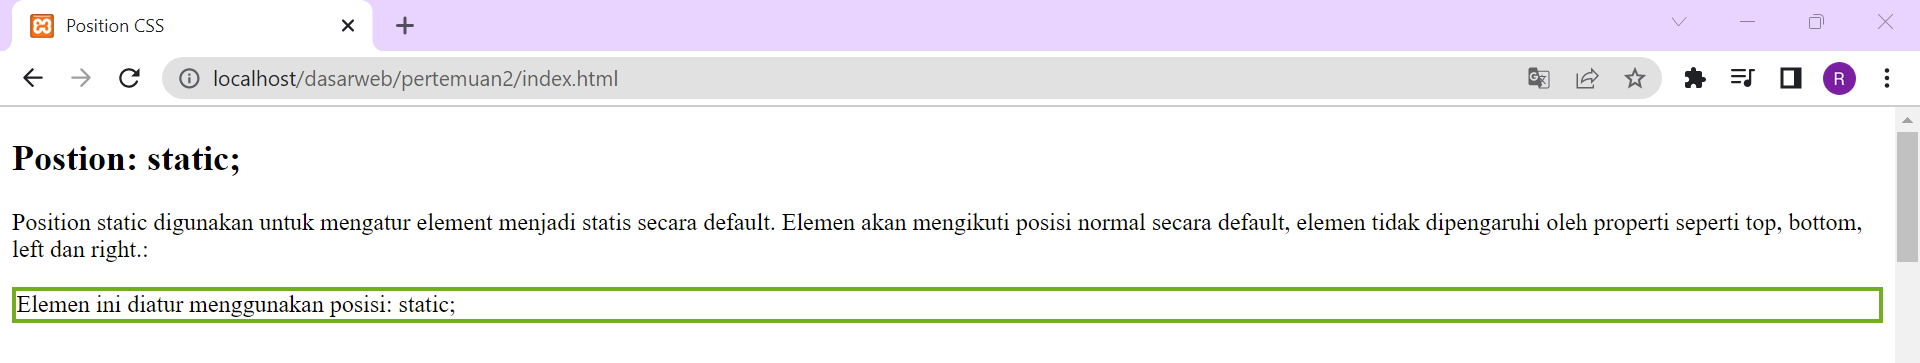 Position CSS
localhost/dasarweb/pertemuan2/index.html
R
Postion: static;
Position static digunakan untuk mengatur element menjadi statis secara default. Elemen akan mengikuti posisi normal secara default, elemen tidak dipengaruhi oleh properti seperti top, bottom,
left dan right.:
Elemen ini diatur menggunakan posisi: static;